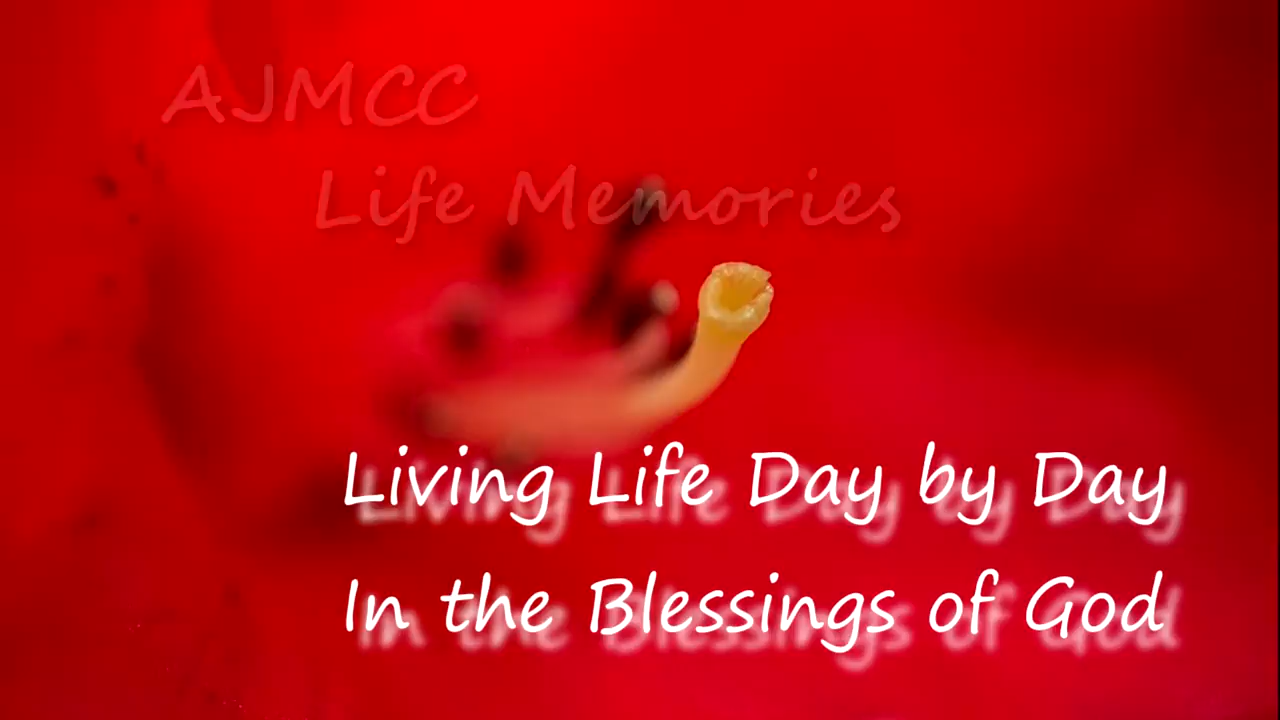 AJMCC
Life Memories
Living Life Day by Day
In the Blessings of God